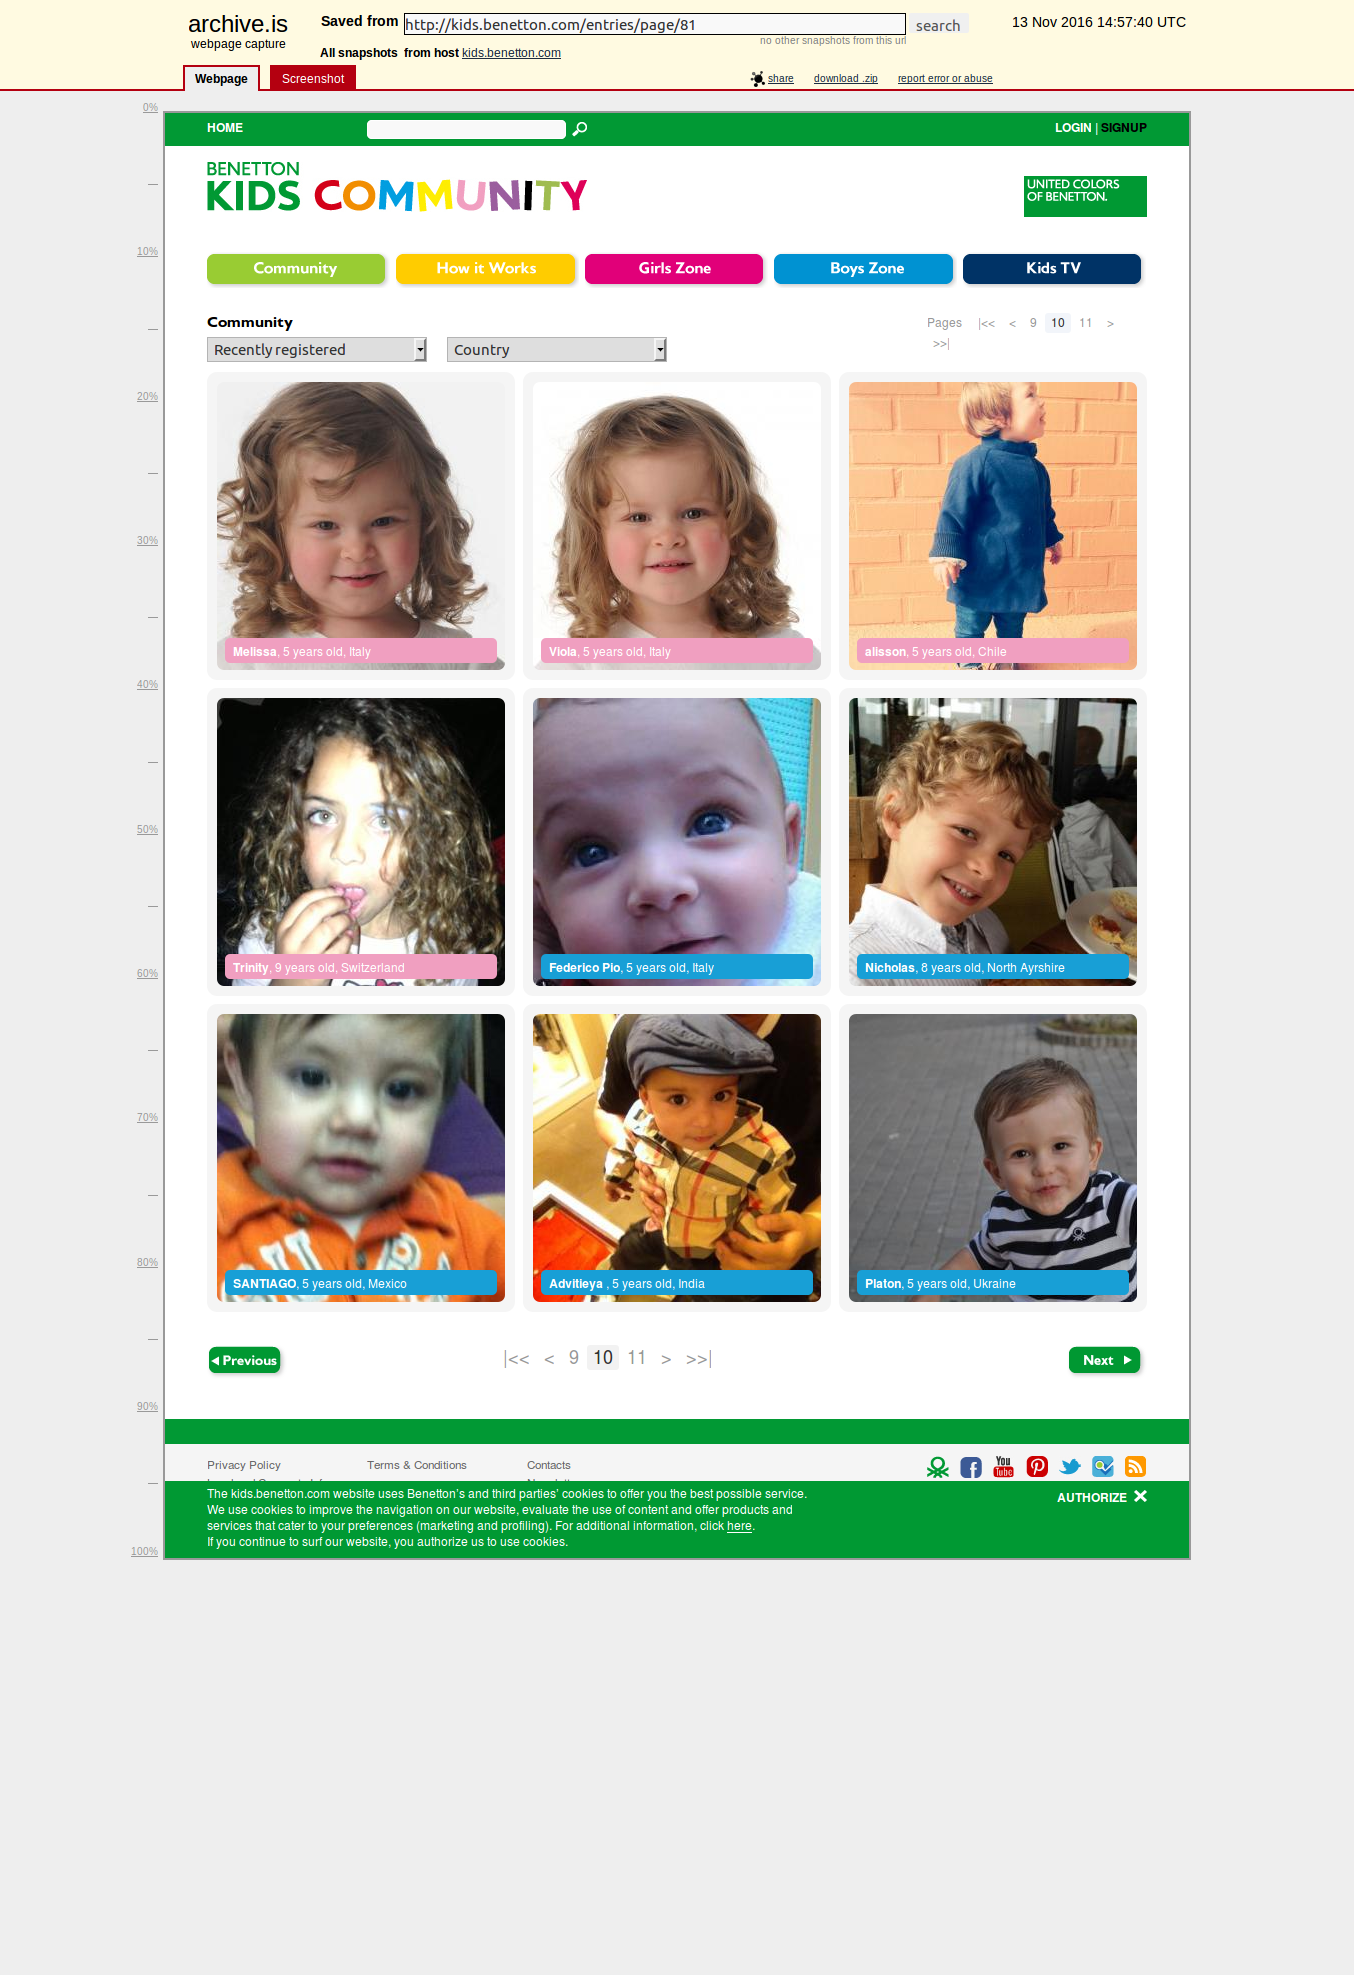 archive.is
webpage capture
Saved from http://kids.benetton.com/entries/page/81 search
13 Nov 2016 14:57:40 UTC
no other snapshots from this url
All snapshots from host kids.benetton.com
Webpage Screenshot
share download .zip report error or abuse
0%
10%
20%
30%
40%
50%
60%
70%
80%
90%
100%
HOME
LOGIN | SIGNUP
BENETTON
KIDS COMMUNITY
UNITED COLORS
OF BENETTON.
Community How it Works Girls Zone Boys Zone Kids TV
Community
Pages |<< < 9 10 11 >
>>|
Recently registered Country
Melissa, 5 years old, Italy
Viola, 5 years old, Italy
alisson, 5 years old, Chile
Trinity, 9 years old, Switzerland
Federico Pio, 5 years old, Italy
Nicholas, 8 years old, North Ayrshire
SANTIAGO, 5 years old, Mexico
Advitieya , 5 years old, India
Platon, 5 years old, Ukraine
Previous |<< < 9 10 11 > >>| Next
Privacy Policy Terms & Conditions Contacts
You
Tube
The kids.benetton.com website uses Benetton's and third parties' cookies to offer you the best possible service.
We use cookies to improve the navigation on our website, evaluate the use of content and offer products and
services that cater to your preferences (marketing and profiling). For additional information, click here.
If you continue to surf our website, you authorize us to use cookies.
AUTHORIZE